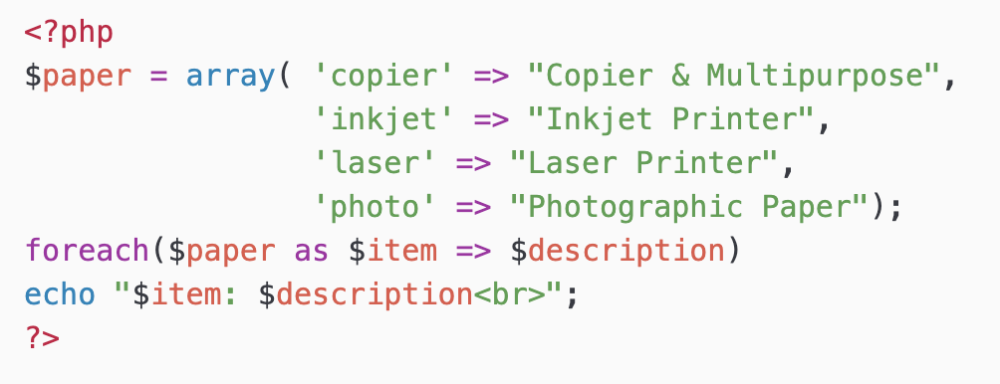 <?php
$paper = array( 'copier' => "Copier & Multipurpose",
                'inkjet' => "Inkjet Printer",
                'laser' => "Laser Printer",
                'photo' => "Photographic Paper");
foreach($paper as $item => $description)
echo "$item: $description<br>";
?>